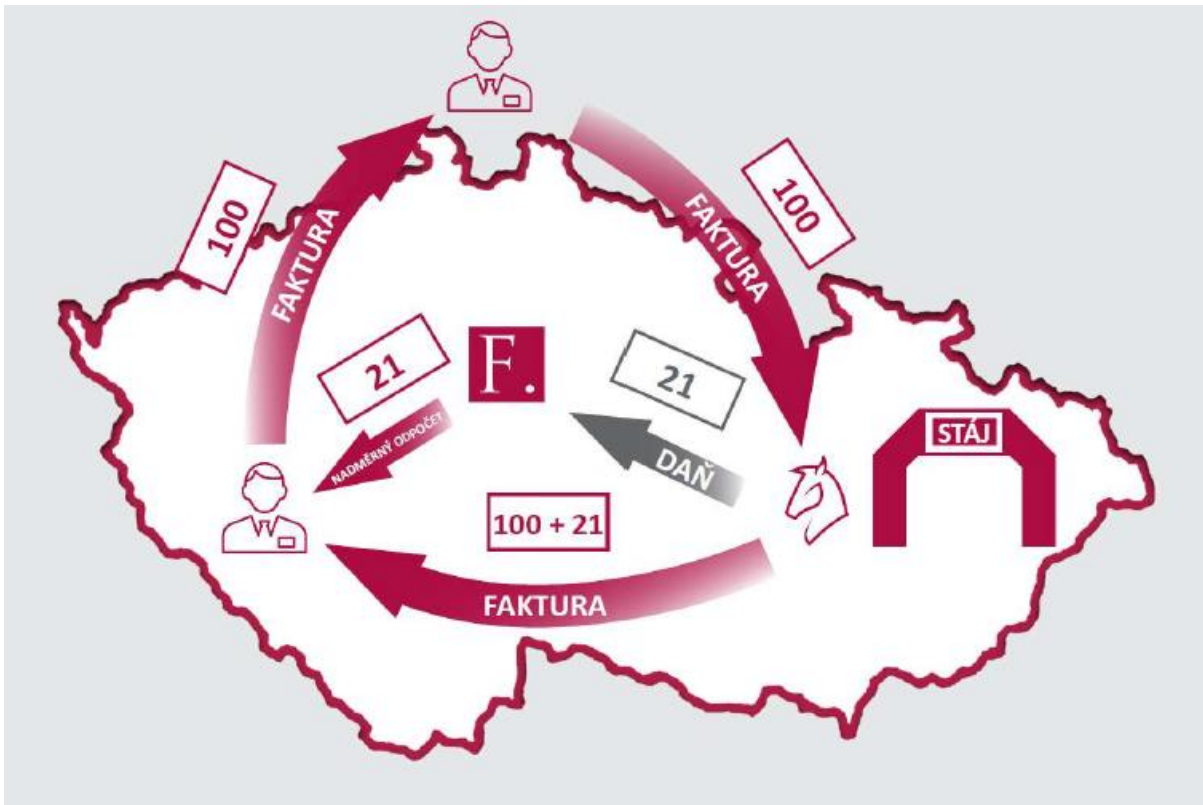 100
FAKTURA
FAKTURA
100
21
F.
21
NADMĚRNÝ ODPOČET
DAŇ
STÁJ
100 + 21
FAKTURA